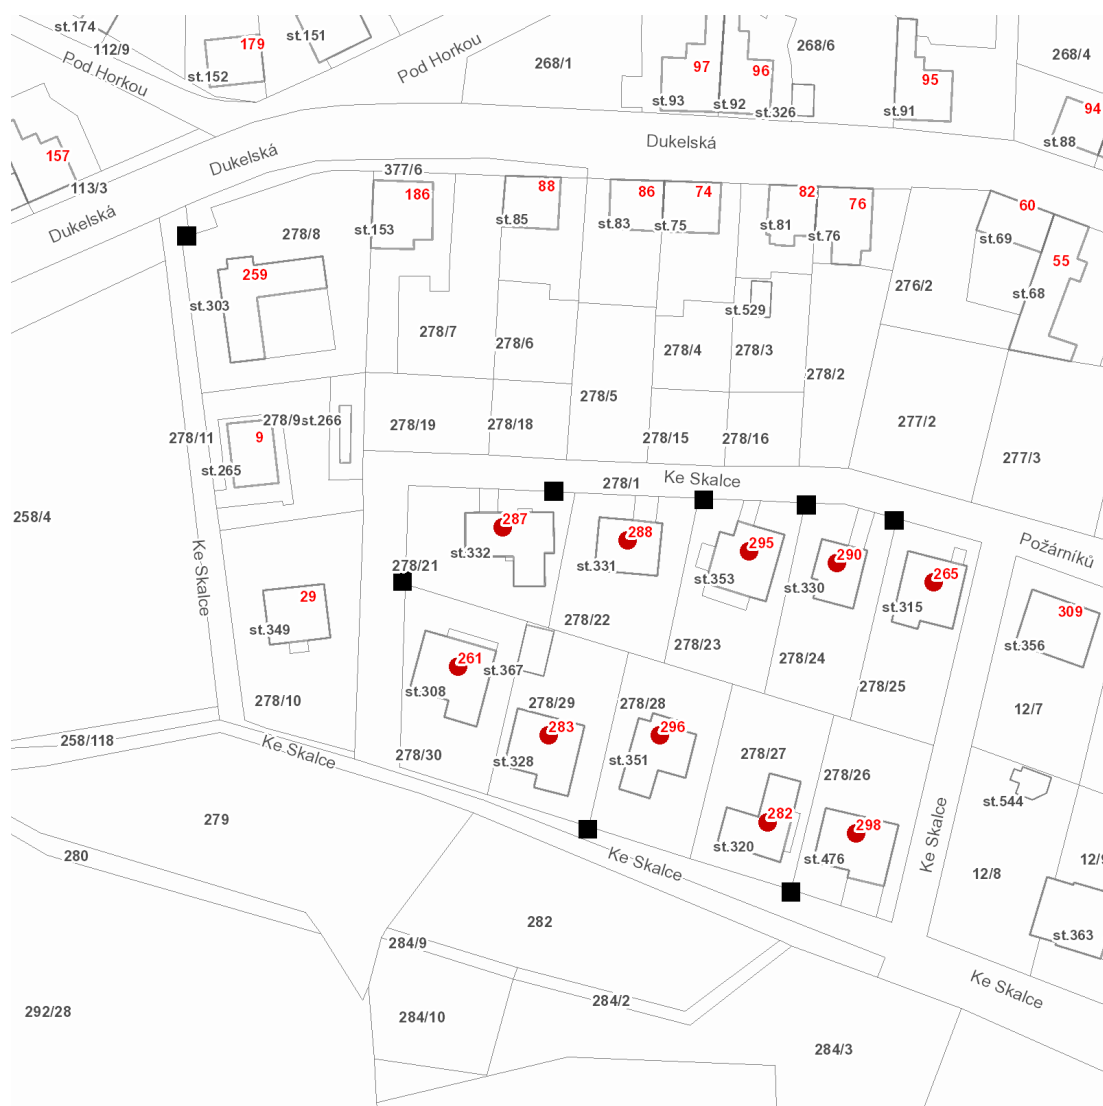 st.174
112/9
179
st.151
268/1
268/6
268/4
Pod Horkou
Pod Horkou
st.152
97
96
95
st.93
st.92
st.326
st.91
94
st.88
Dukelská
Dukelská
Dukelská
157
113/3
377/6
186
88
86
74
82
76
60
st.153
st.85
st.83
st.75
st.81
st.76
st.69
278/8
55
259
st.303
276/2
st.68
st.529
278/7
278/6
278/4
278/3
278/2
278/5
277/2
278/9
st.266
278/19
278/18
278/15
278/16
278/11
9
st.265
277/3
Ke Skalce
278/1
258/4
287
288
295
290
265
Požárníků
st.332
st.331
st.353
st.330
st.315
278/21
Ke Skalce
29
st.349
309
st.356
278/22
278/23
278/24
278/25
261
st.367
st.308
278/10
278/29
278/28
12/7
258/118
Ke Skalce
278/30
283
296
st.328
st.351
278/27
278/26
st.544
279
282
298
st.320
st.476
Ke Skalce
280
Ke Skalce
12/8
282
st.363
284/9
284/2
Ke Skalce
292/28
284/10
284/3